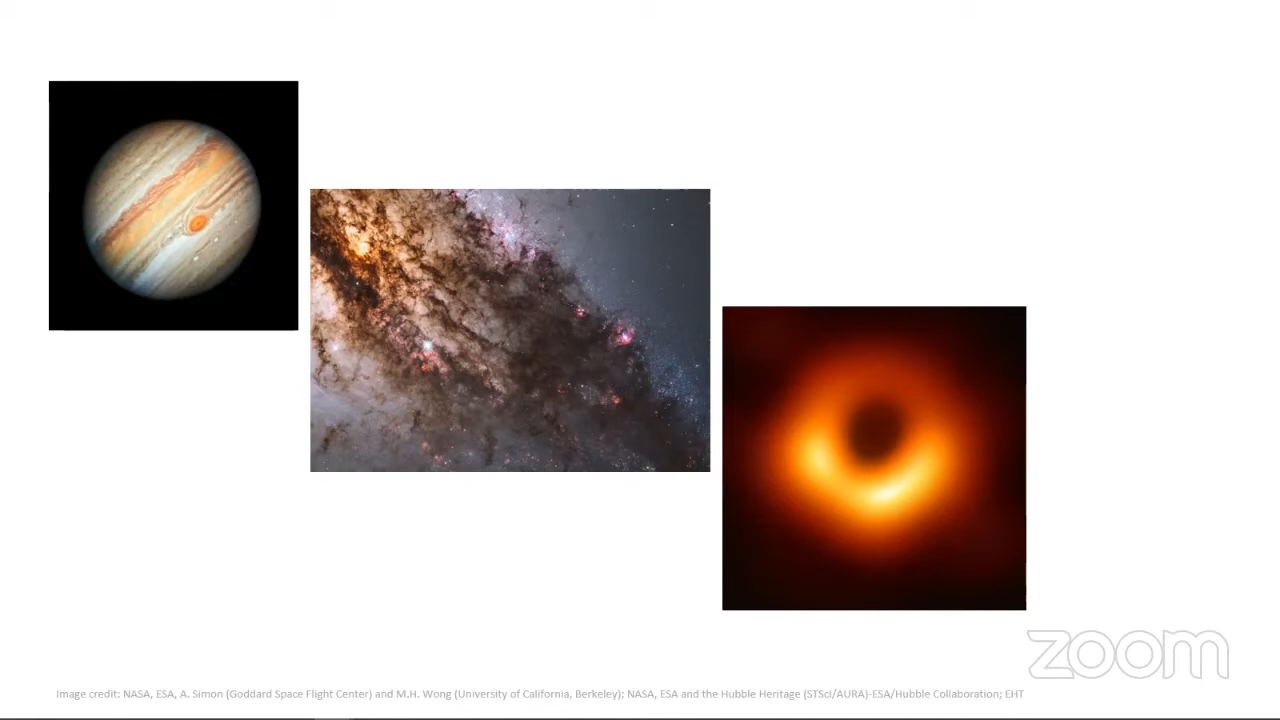 zoom
Image credit: NASA, ESA, A. Simon (Goddard Space Flight Center) and M.H. Wong (University of California, Berkeley); NASA, ESA and the Hubble Heritage (STScI/AURA)-ESA/Hubble Collaboration; EHT